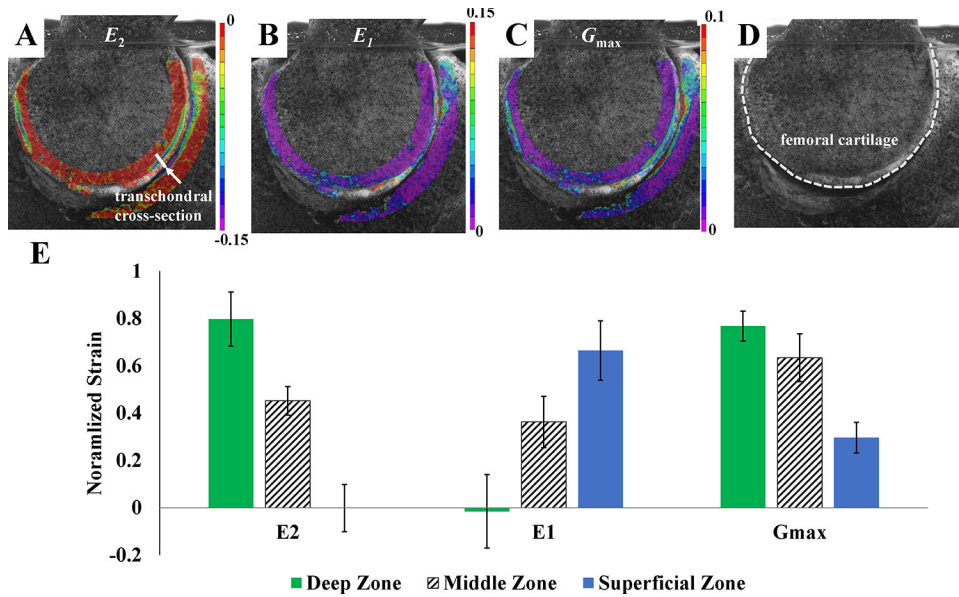 A
E2
0
-0.15
transchondral
cross-section
B
E1
0.15
0
C
Gmax
0.1
0
D
femoral cartilage
E
Noramlized Strain
1
0.8
0.6
0.4
0.2
0
-0.2
E2
E1
Gmax
Deep Zone
Middle Zone
Superficial Zone